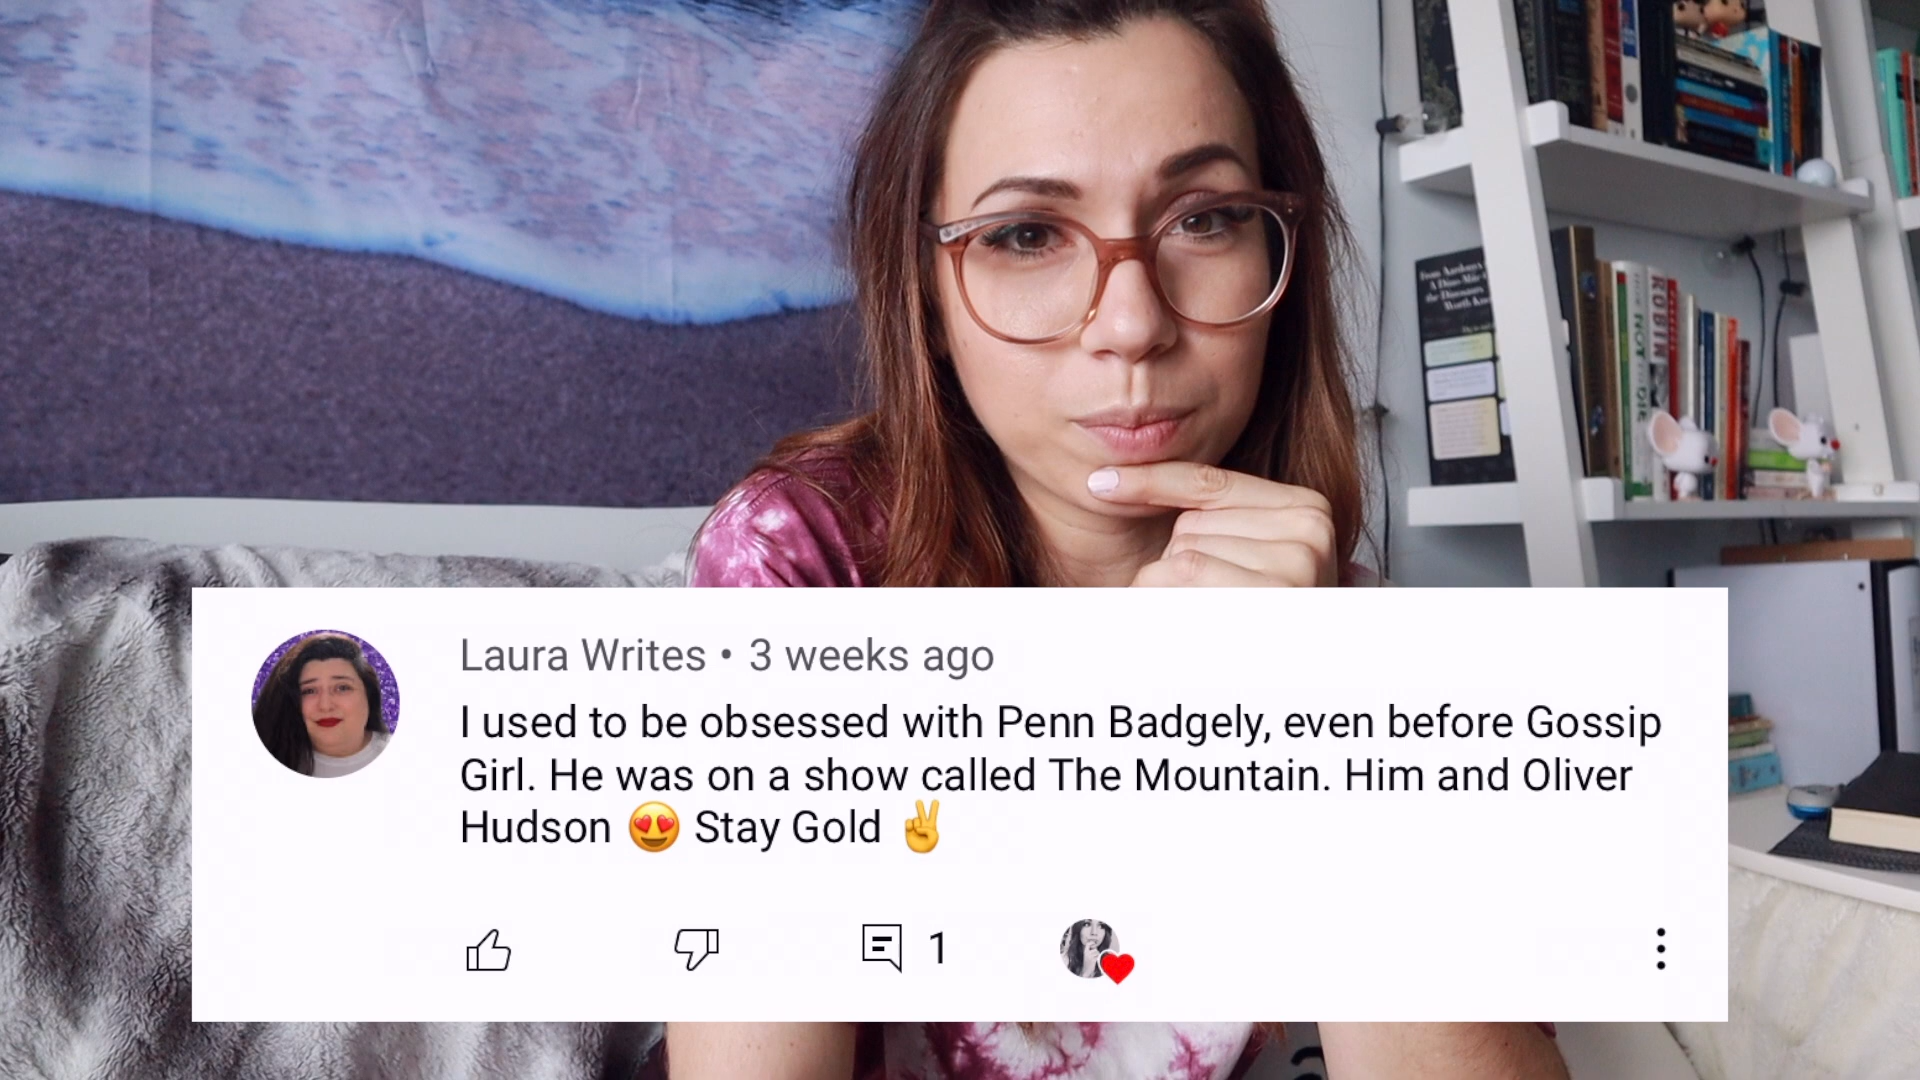 Laura Writes • 3 weeks ago
I used to be obsessed with Penn Badgely, even before Gossip
Girl. He was on a show called The Mountain. Him and Oliver
Hudson 😍 Stay Gold ✌
1
ROBIN